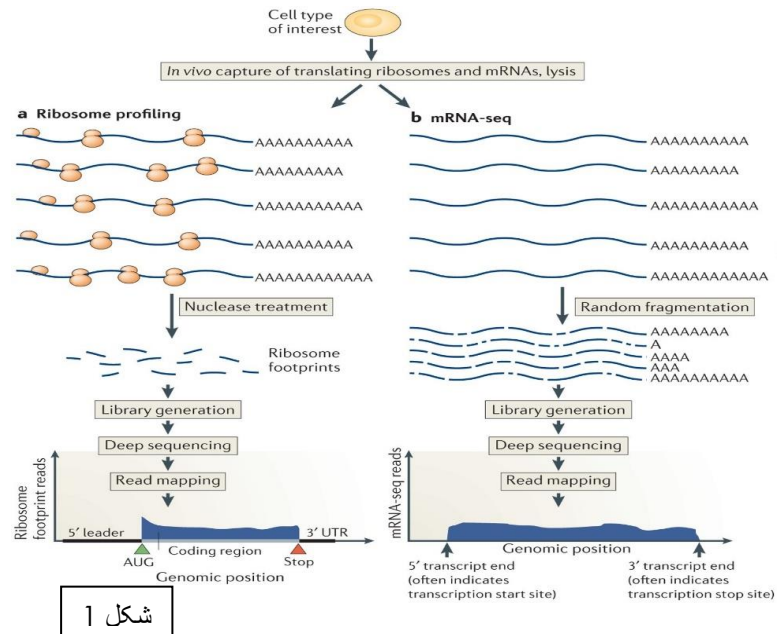 Cell type
of interest
In vivo capture of translating ribosomes and mRNAs, lysis
a Ribosome profiling
AAAAAAAAAA
AAAAAAAAA
AAAAAAAAAAA
AAAAAAAAAA
AAAAAAAAAAAA
Nuclease treatment
Ribosome
footprints
Library generation
Deep sequencing
Read mapping
Ribosome
footprint reads
5′ leader
Coding region
3′ UTR
AUG
Stop
Genomic position
b mRNA-seq
AAAAAAAAAA
AAAAAAAAA
AAAAAAAAAAA
AAAAAAAAAA
AAAAAAAAAAAA
Random fragmentation
AAAAAAAA
A
AAAA
AAA
AAAAAAAAAA
Library generation
Deep sequencing
Read mapping
mRNA-seq reads
Genomic position
5′ transcript end
(often indicates
transcription start site)
3′ transcript end
(often indicates
transcription stop site)
شكل 1